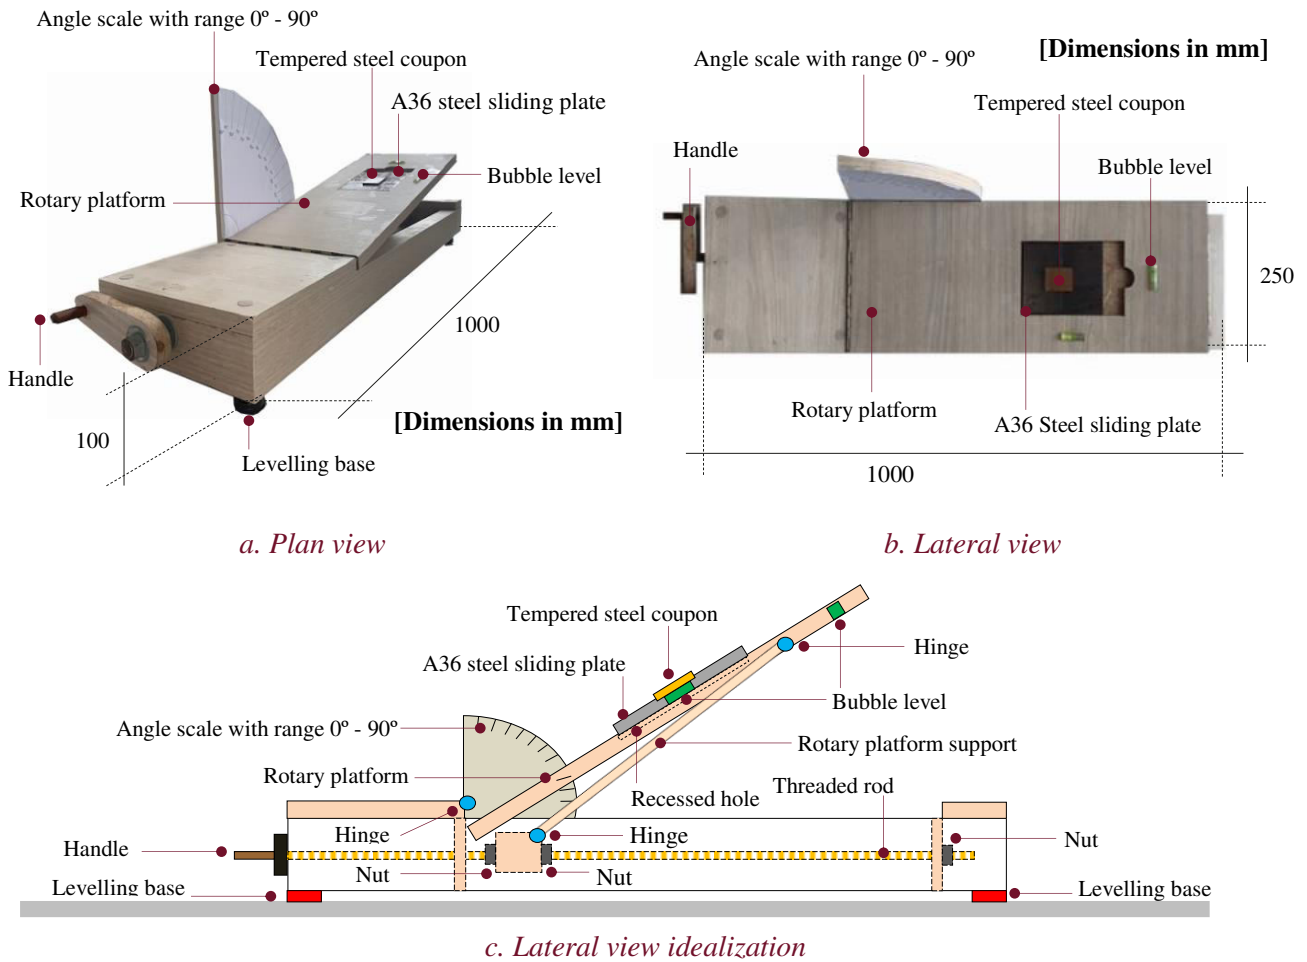 Angle scale with range 0º - 90º
Tempered steel coupon
A36 steel sliding plate
Bubble level
Rotary platform
1000
Handle
100
[Dimensions in mm]
Levelling base
a. Plan view
[Dimensions in mm]
Angle scale with range 0º - 90º
Tempered steel coupon
Handle
Bubble level
250
Rotary platform
A36 Steel sliding plate
1000
b. Lateral view
Tempered steel coupon
Hinge
A36 steel sliding plate
Bubble level
Angle scale with range 0º - 90º
Rotary platform support
Rotary platform
Threaded rod
Recessed hole
Hinge
Hinge
Nut
Handle
Nut
Nut
Levelling base
Levelling base
c. Lateral view idealization